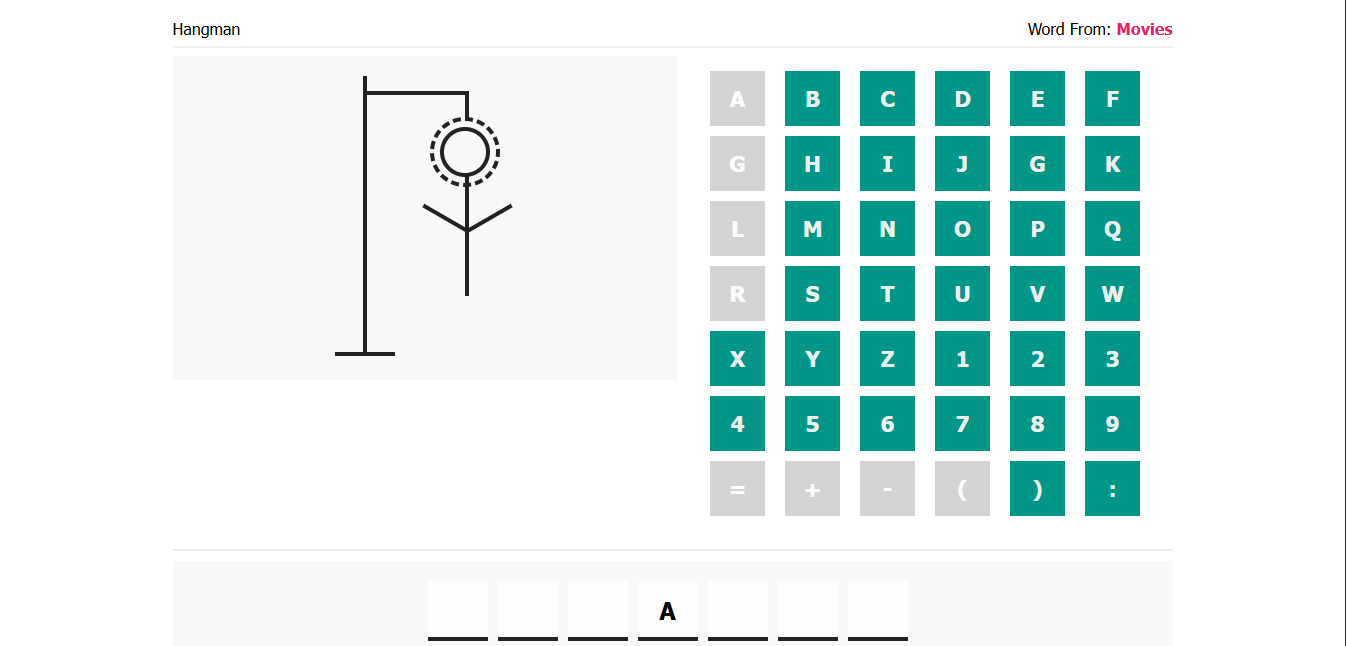 Hangman
Word From: Movies
A B C D E F
G H I J G K
L M N O P Q
R S T U V W
X Y Z 1 2 3
4 5 6 7 8 9
= + - ( ) :
A